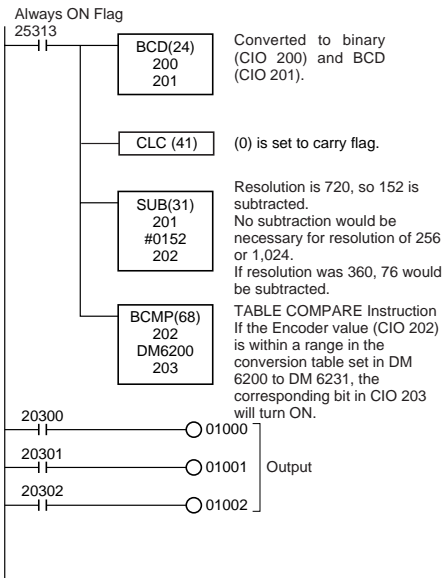 Always ON Flag
25313
BCD(24)
200
201
Converted to binary
(CIO 200) and BCD
(CIO 201).
CLC (41)
(0) is set to carry flag.
SUB(31)
201
#0152
202
Resolution is 720, so 152 is
subtracted.
No subtraction would be
necessary for resolution of 256
or 1,024.
If resolution was 360, 76 would
be subtracted.
BCMP(68)
202
DM6200
203
TABLE COMPARE Instruction
If the Encoder value (CIO 202)
is within a range in the
conversion table set in DM
6200 to DM 6231, the
corresponding bit in CIO 203
will turn ON.
20300
01000
20301
01001
Output
20302
01002